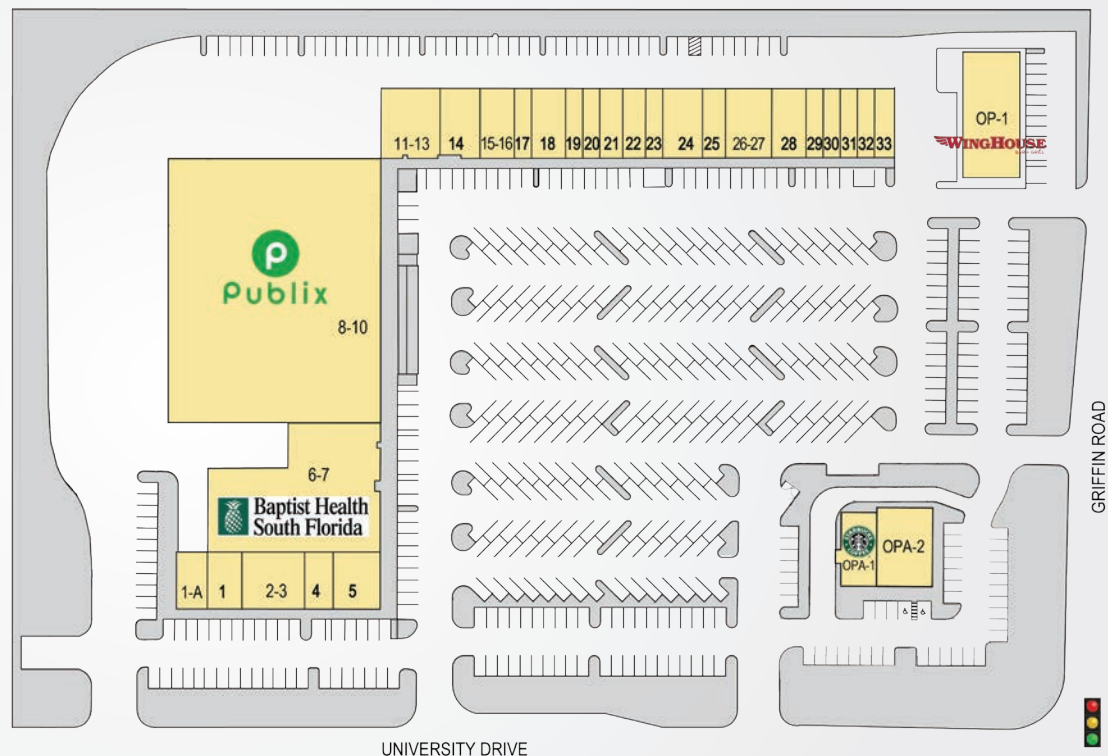 11-13 14 15-16 17 18 19 20 21 22 23 24 25 26-27 28 29 30 31 32 33
OP-1
WINGHOUSE
P
Publix
8-10
6-7
Baptist Health
South Florida
1-A 1 2-3 4 5
OPA-1
OPA-2
GRIFFIN ROAD
UNIVERSITY DRIVE